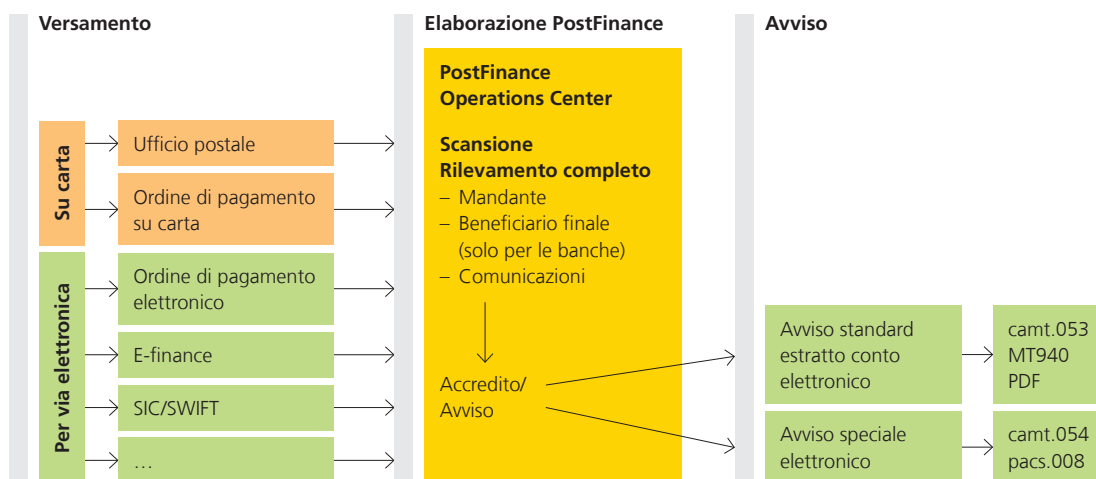 Versamento
Elaborazione PostFinance
Avviso
Su carta
Ufficio postale
Ordine di pagamento
su carta
Per via elettronica
Ordine di pagamento
elettronico
E-finance
SIC/SWIFT
…
PostFinance
Operations Center
Scansione
Rilevamento completo
– Mandante
– Beneficiario finale
(solo per le banche)
– Comunicazioni
Accredito/
Avviso
Avviso standard
estratto conto
elettronico
camt.053
MT940
PDF
Avviso speciale
elettronico
camt.054
pacs.008